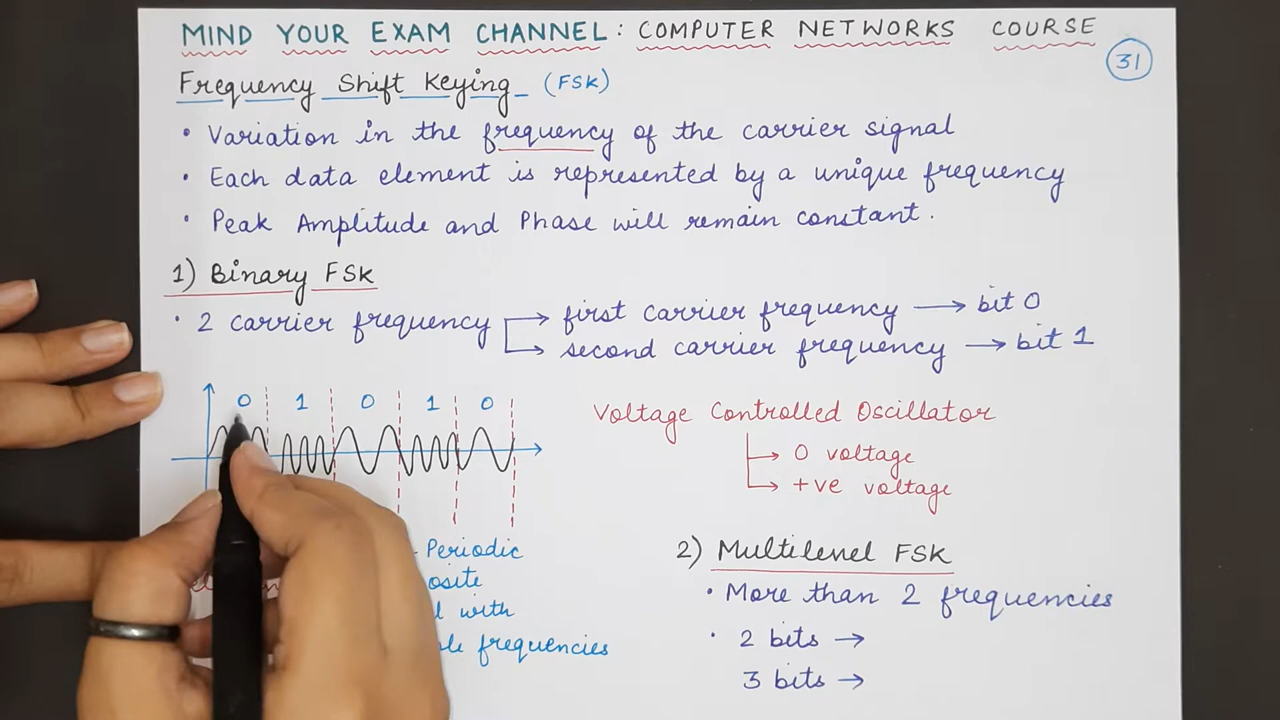 MIND YOUR EXAM CHANNEL: COMPUTER NETWORKS COURSE
31
Frequency Shift Keying (FSK)
• Variation in the frequency of the carrier signal
• Each data element is represented by a unique frequency
• Peak Amplitude and Phase will remain constant.
1) Binary FSK
• 2 carrier frequency → first carrier frequency → bit 0
→ second carrier frequency → bit 1
0 1 0 1 0
Voltage Controlled Oscillator
→ 0 voltage
→ +ve voltage
Periodic
with
frequencies
2) Multilenel FSK
• More than 2 frequencies
• 2 bits →
3 bits →